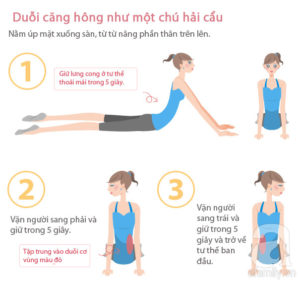 Duỗi căng hông như một chú hải cẩu
Nằm úp mặt xuống sàn, từ từ nâng phần thân trên lên.
1
Giữ lưng cong ở tư thế
thoải mái trong 5 giây.
2
Vặn người sang phải và
giữ trong 5 giây.
Tập trung vào duỗi cơ
vùng màu đỏ
3
Vặn người
sang trái và
giữ trong 5
giây và trở về
tư thế ban
đầu.